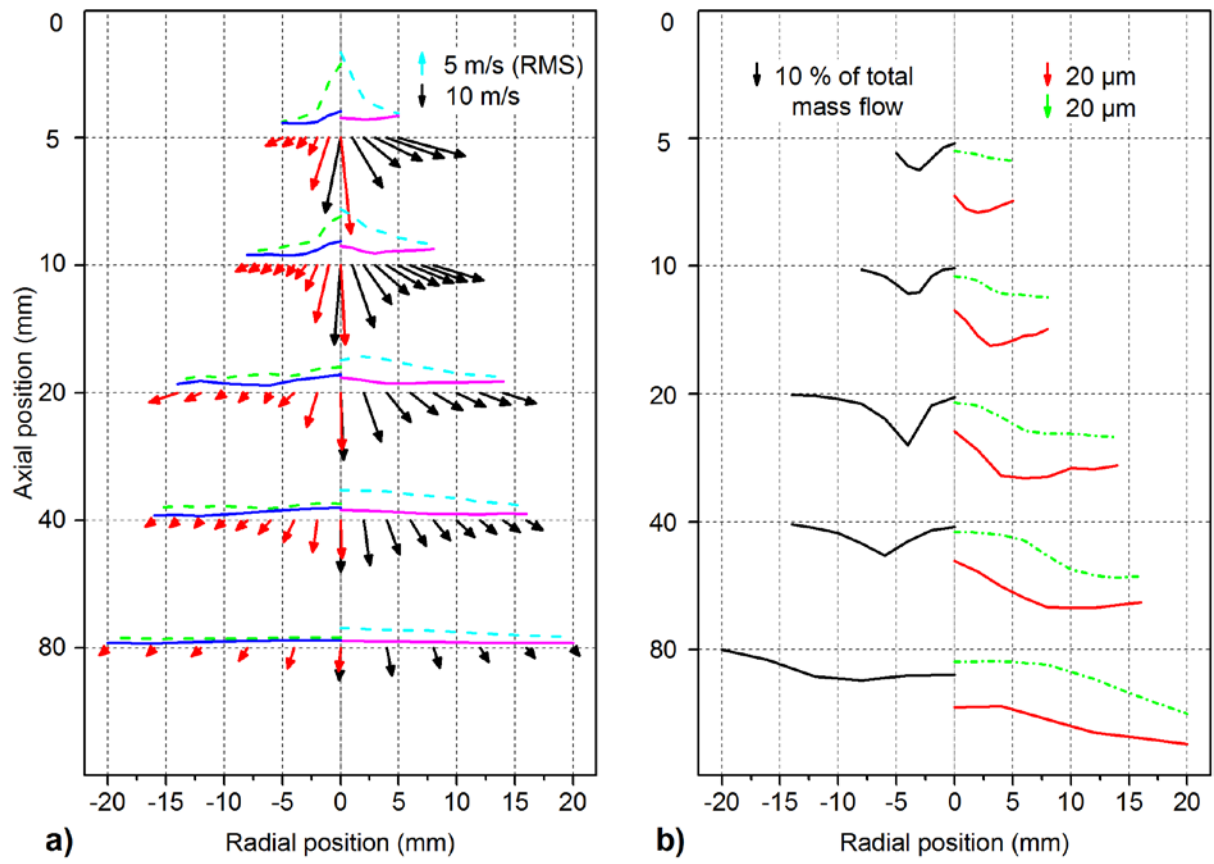 0
5 m/s (RMS)
10 m/s
5
10
20
40
80
Axial position (mm)
-20 -15 -10 -5 0 5 10 15 20
a) Radial position (mm)
0
10 % of total
mass flow
20 µm
20 µm
5
10
20
40
80
-20 -15 -10 -5 0 5 10 15 20
b) Radial position (mm)